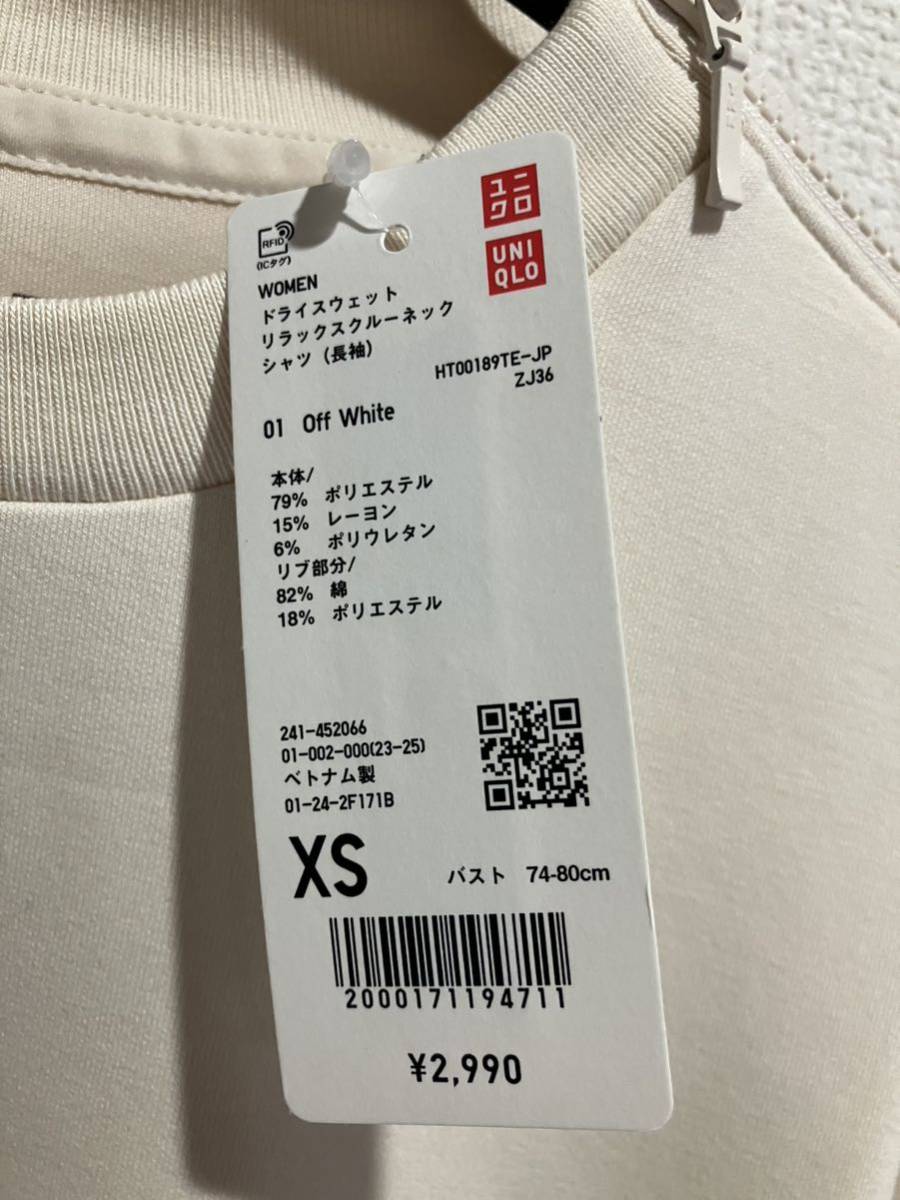 ユニ
クロ
UNI
QLO
RFID
(ICタグ)
WOMEN
ドライスウェット
リラックスクルーネック
シャツ (長袖)
HT00189TE-JP
ZJ36
01 Off White
本体/
79% ポリエステル
15% レーヨン
6% ポリウレタン
リブ部分/
82% 綿
18% ポリエステル
241-452066
01-002-000(23-25)
ベトナム製
01-24-2F171B
XS
バスト 74-80cm
2000171194711
¥2,990